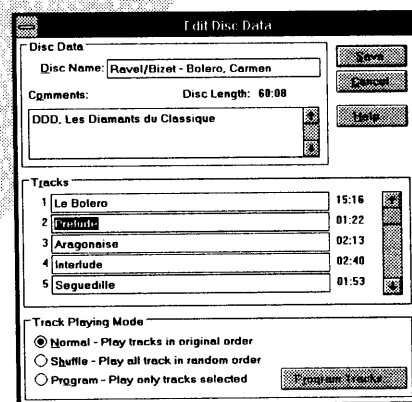 Edit Disc Data
Disc Data
Disc Name: Ravel/Bizet - Bolero, Carmen
Save
Cancel
Comments: Disc Length: 60:08
Help
DDD, Les Diamants du Classique
Tracks
1 Le Bolero 15:16
2 Prelude 01:22
3 Aragonaise 02:13
4 Interlude 02:40
5 Seguedille 01:53
Track Playing Mode
Normal - Play tracks in original order
Shuffle - Play all track in random order
Program - Play only tracks selected
Program Tracks...